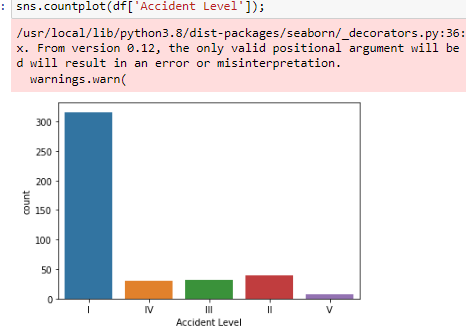 : sns.countplot(df['Accident Level']);
/usr/local/lib/python3.8/dist-packages/seaborn/_decorators.py:36:
x. From version 0.12, the only valid positional argument will be
d will result in an error or misinterpretation.
warnings.warn(
300
250
200
150
100
50
0
count
I IV III II V
Accident Level